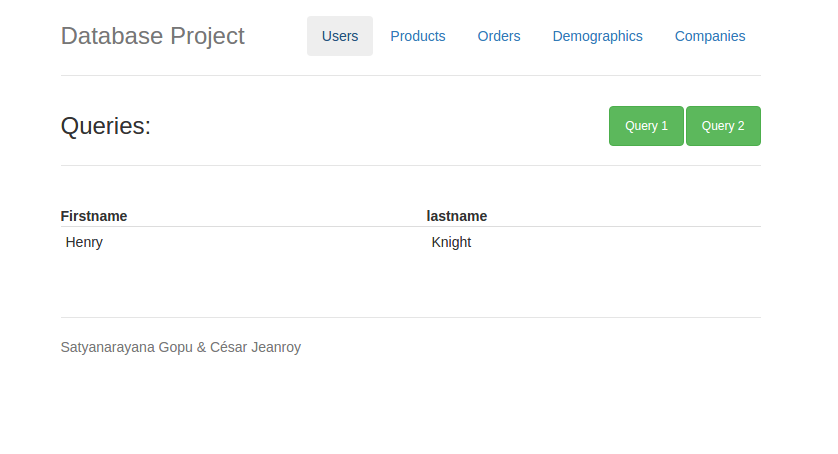 Database Project Users Products Orders Demographics Companies
Queries: Query 1 Query 2
Firstname lastname
Henry Knight
Satyanarayana Gopu & César Jeanroy